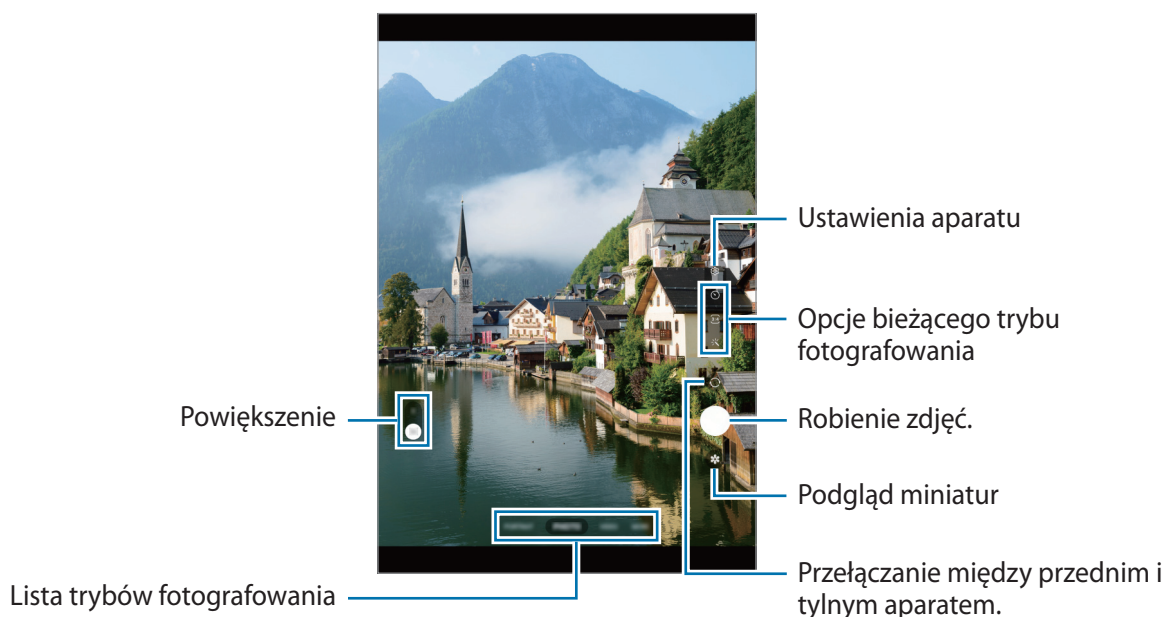 Ustawienia aparatu
Opcje bieżącego trybu
fotografowania
Powiększenie
Robienie zdjęć.
Podgląd miniatur
Przełączanie między przednim i
tylnym aparatem.
Lista trybów fotografowania